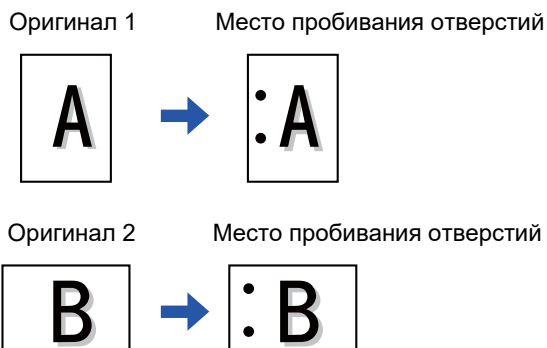 Оригинал 1 Место пробивания отверстий
A A
Оригинал 2 Место пробивания отверстий
B B